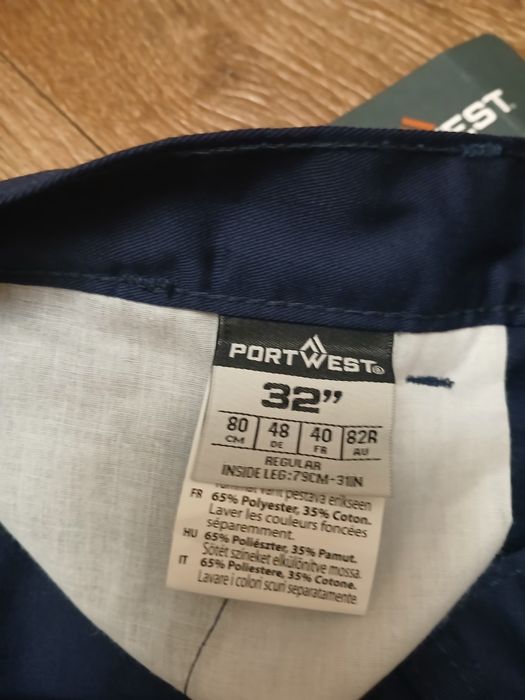 EST
PORTWEST®
32”
80 48 40 82R
CM DE FR AU
REGULAR
INSIDE LEG:79CM-31IN
pestävä erikseen
FR 65% Polyester, 35% Coton.
Laver les couleurs foncées
séparemment.
HU 65% Poliészter, 35% Pamut.
Sötét színeket elkülönítve mossa.
IT 65% Poliestere, 35% Cotone.
Lavare i colori scuri separatamente